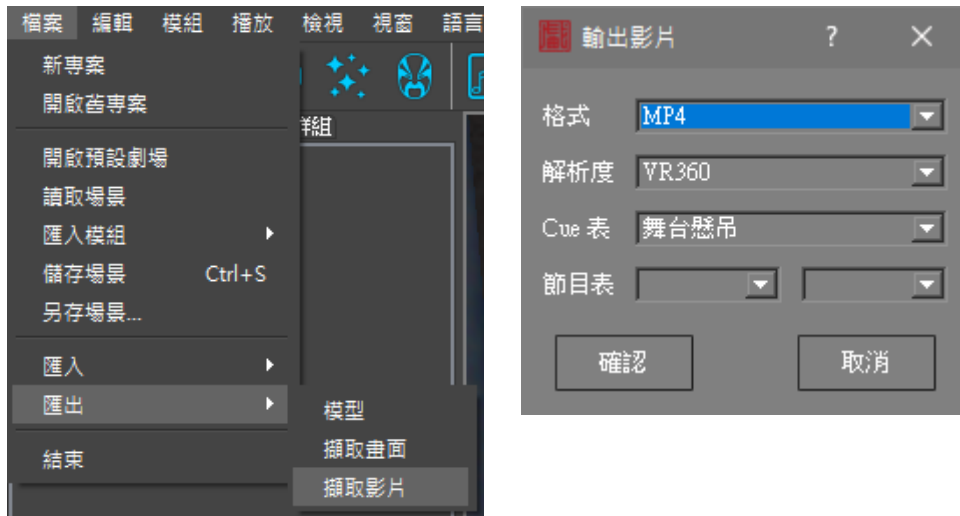 檔案 編輯 模組 播放 檢視 視窗 語言
新專案
開啟舊專案
群組
開啟預設劇場
讀取場景
匯入模組
儲存場景 Ctrl+S
另存場景...
匯入
匯出
結束
模型
擷取畫面
擷取影片
戲 輸出影片 ? ×
格式 MP4
解析度 VR360
Cue 表 舞台懸吊
節目表
確認 取消